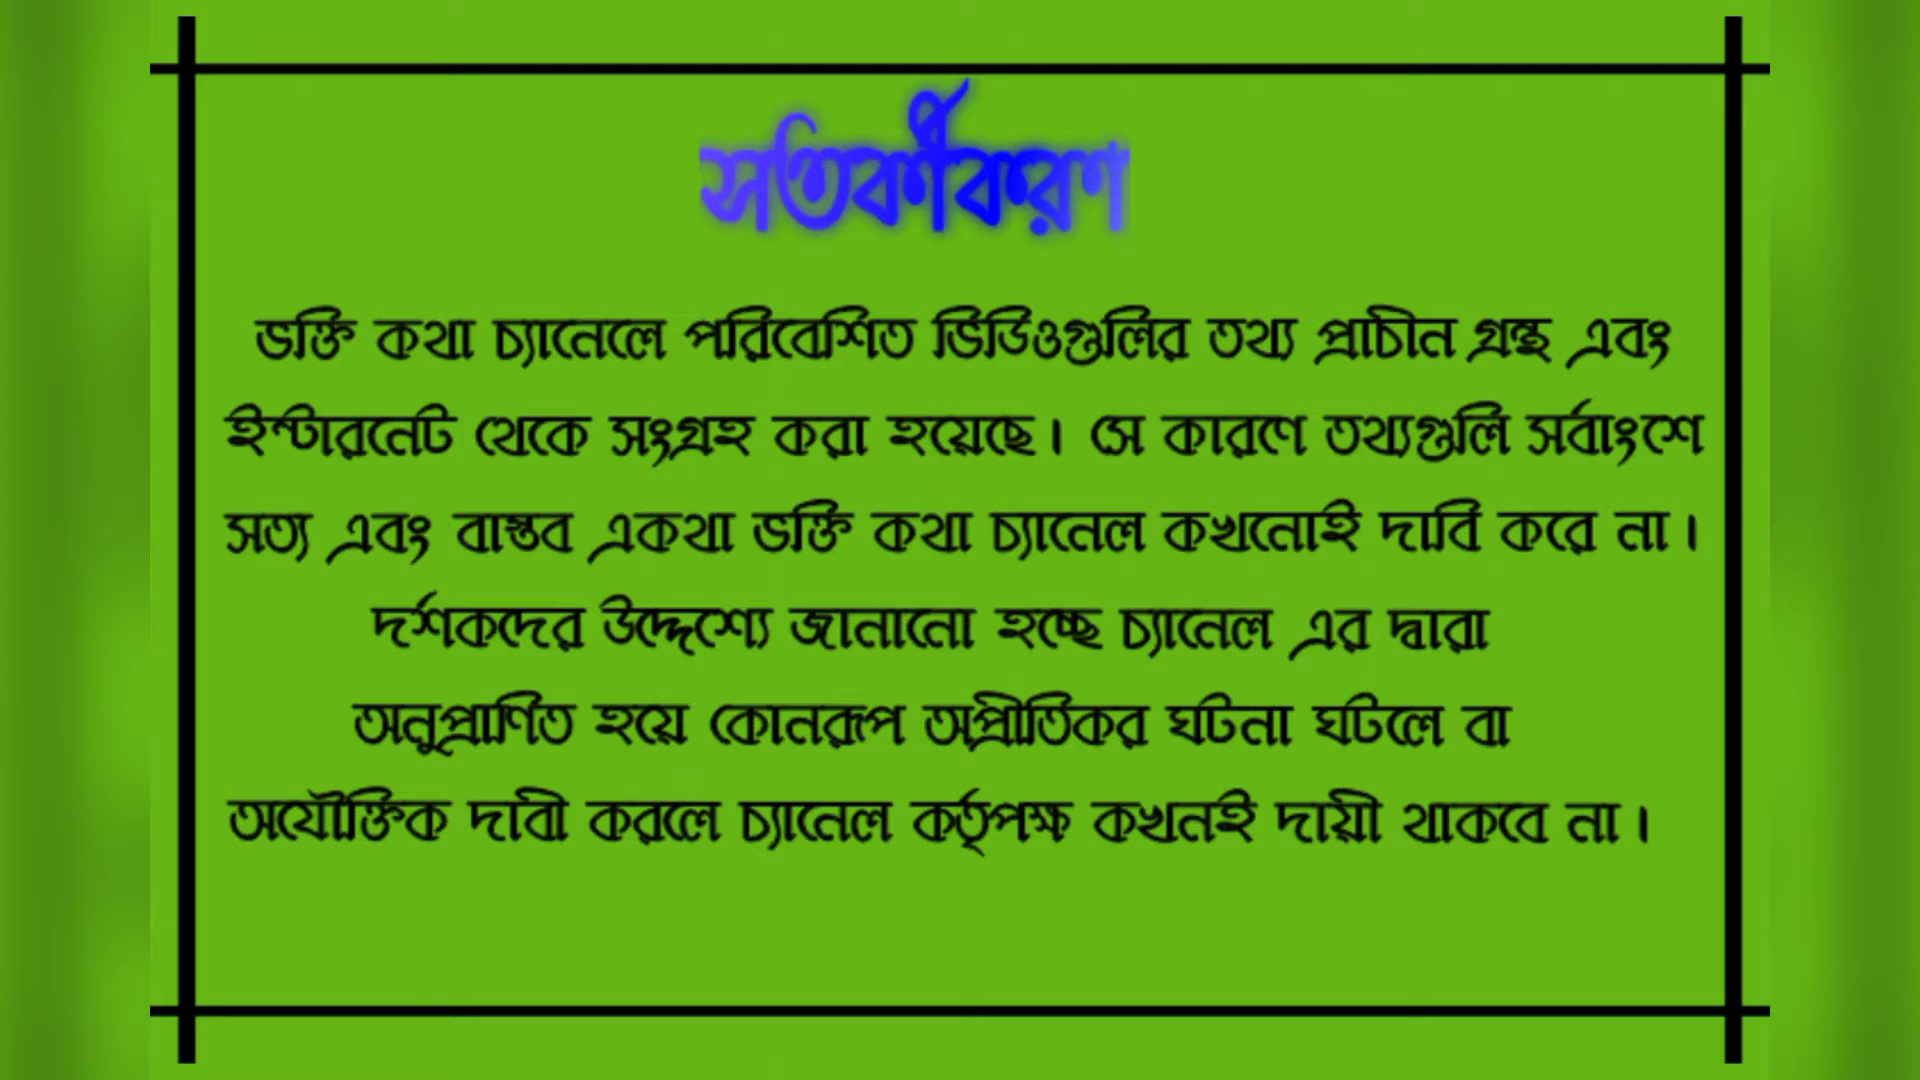 সতর্কীকরণ
ভক্তি কথা চ্যানেলে পরিবেশিত ভিডিওগুলির তথ্য প্রাচীন গ্রন্থ এবং
ইন্টারনেট থেকে সংগ্রহ করা হয়েছে। সে কারণে তথ্যগুলি সর্বাংশে
সত্য এবং বাস্তব একথা ভক্তি কথা চ্যানেল কখনোই দাবি করে না।
দর্শকদের উদ্দেশ্যে জানানো হচ্ছে চ্যানেল এর দ্বারা
অনুপ্রাণিত হয়ে কোনরূপ অপ্রীতিকর ঘটনা ঘটলে বা
অযৌক্তিক দাবী করলে চ্যানেল কর্তৃপক্ষ কখনই দায়ী থাকবে না।